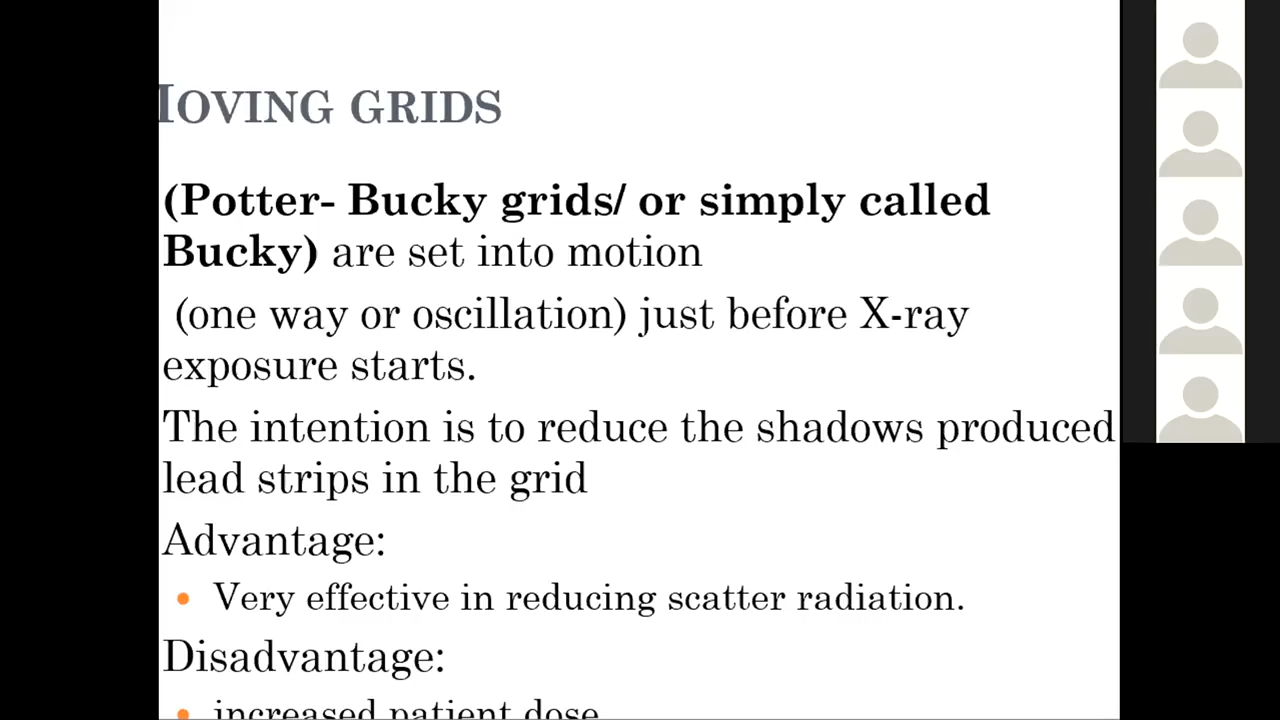 MOVING GRIDS
(Potter- Bucky grids/ or simply called
Bucky) are set into motion
(one way or oscillation) just before X-ray
exposure starts.
The intention is to reduce the shadows produced
lead strips in the grid
Advantage:
• Very effective in reducing scatter radiation.
Disadvantage:
• increased patient dose